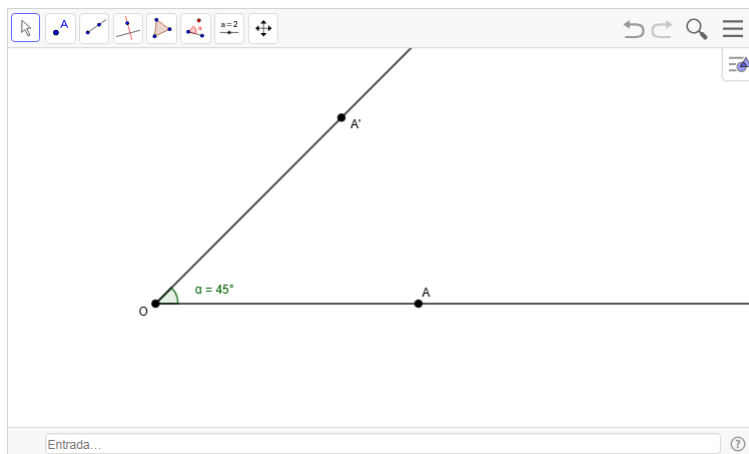 A
α
a = 2
A'
α = 45°
A
O
Entrada…
?